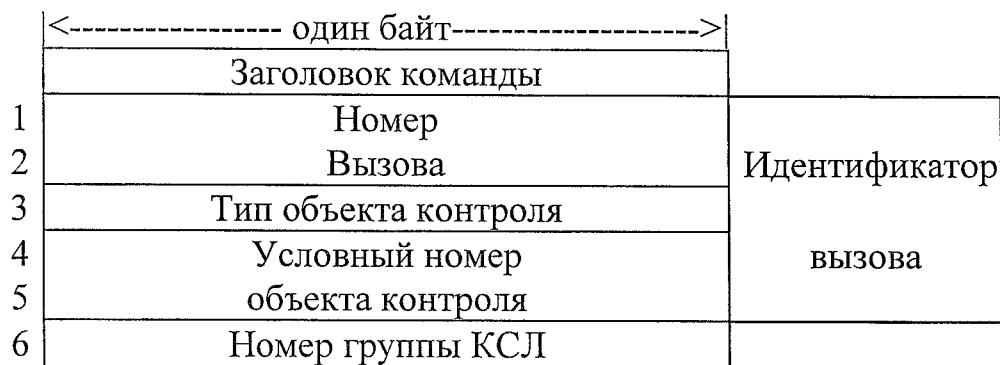 <---------------- один байт------------------->
Заголовок команды
1 Номер
2 Вызова Идентификатор
3 Тип объекта контроля
4 Условный номер вызова
5 объекта контроля
6 Номер группы КСЛ